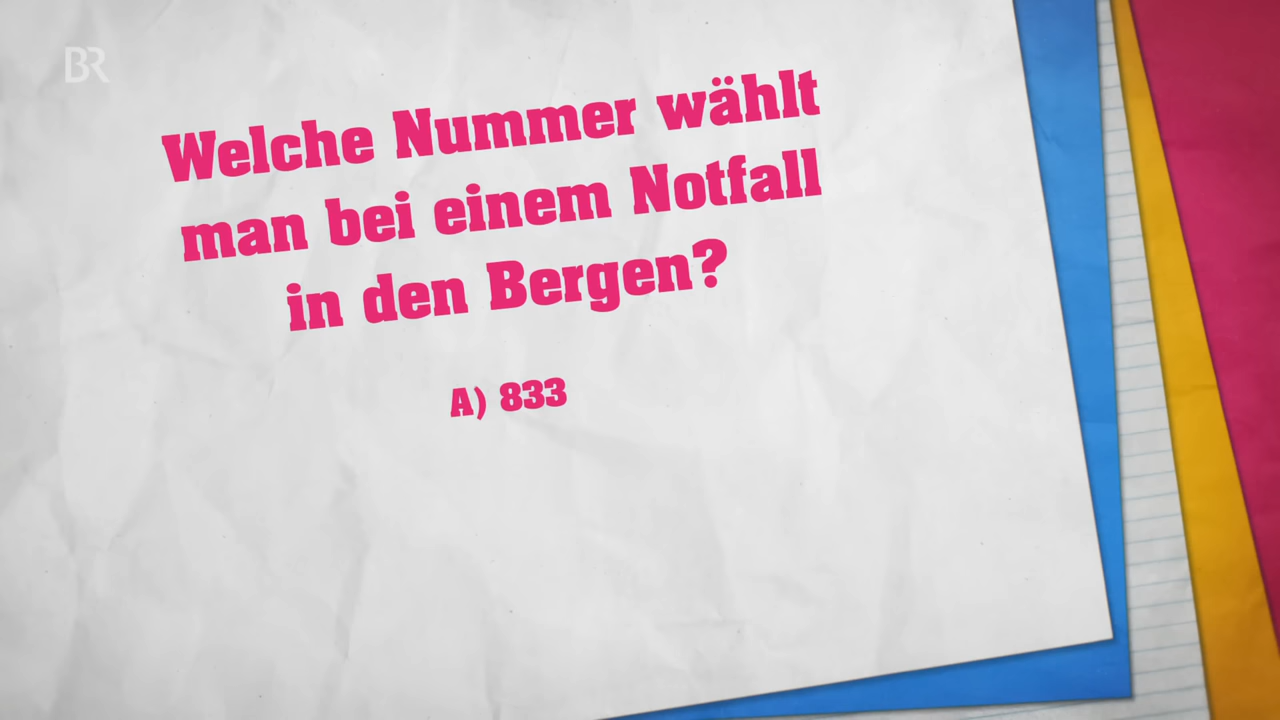 BR
Welche Nummer wählt
man bei einem Notfall
in den Bergen?
A) 833